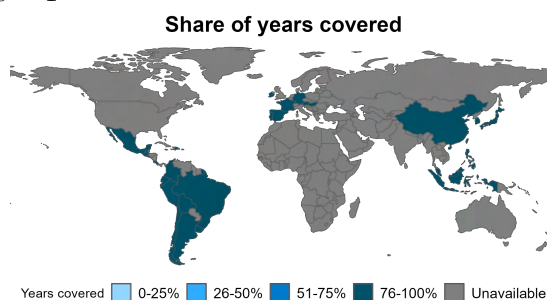 Share of years covered
Years covered 0-25% 26-50% 51-75% 76-100% Unavailable